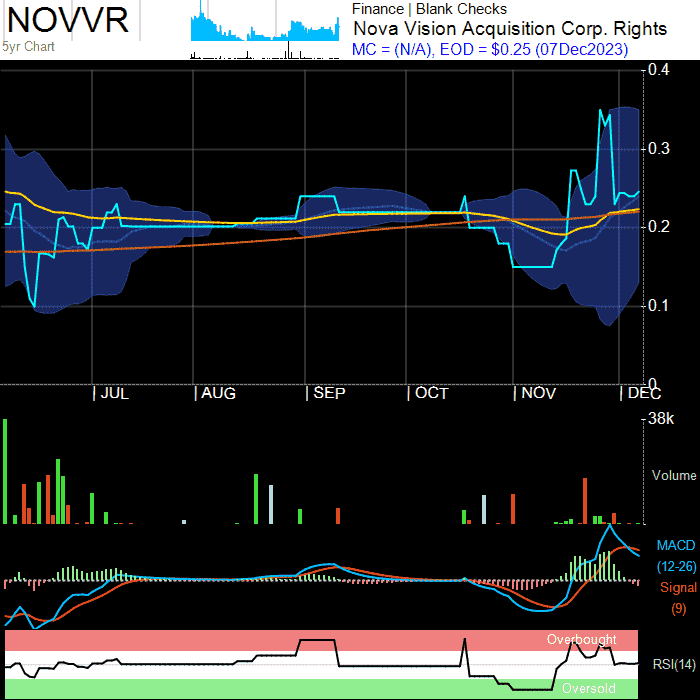 NOVVR
5yr Chart
Finance | Blank Checks
Nova Vision Acquisition Corp. Rights
MC = (N/A), EOD = $0.25 (07Dec2023)
0.4
0.3
0.2
0.1
0
JUL AUG SEP OCT NOV DEC
38k
Volume
MACD
(12-26)
Signal
(9)
Overbought
RSI(14)
Oversold